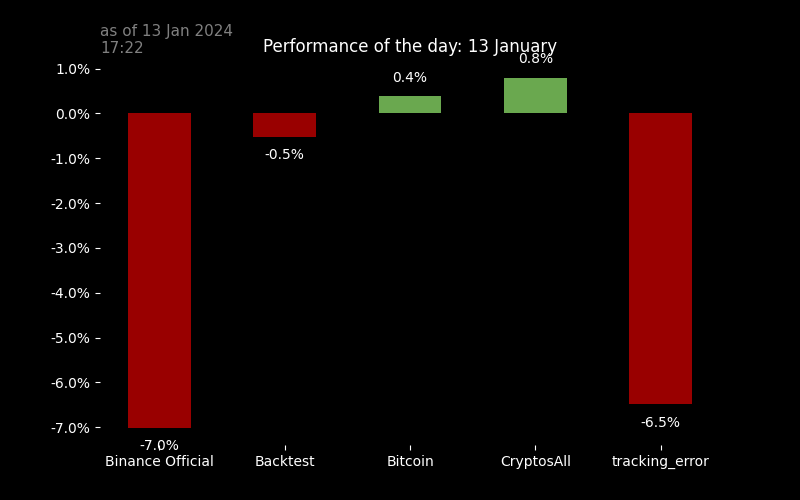 as of 13 Jan 2024
17:22
Performance of the day: 13 January
1.0%
0.0%
-1.0%
-2.0%
-3.0%
-4.0%
-5.0%
-6.0%
-7.0%
-7.0%
-0.5%
0.4%
0.8%
-6.5%
Binance Official
Backtest
Bitcoin
CryptosAll
tracking_error